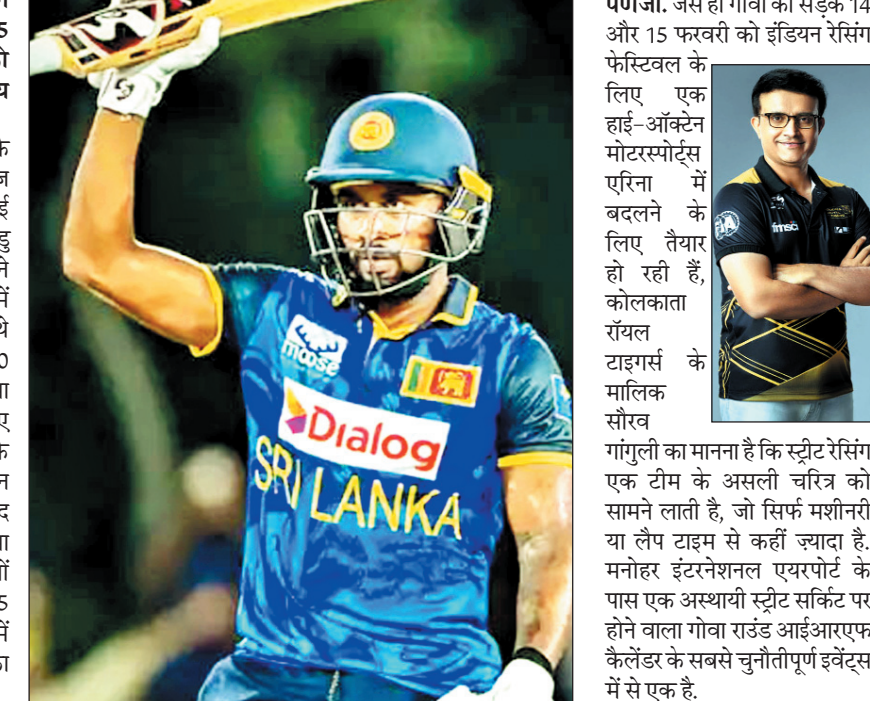 moose
Dialog
SRI LANKA
पणजी. जैसे ही गोवा की सड़कें 14
और 15 फरवरी को इंडियन रेसिंग
फेस्टिवल के
लिए एक
हाई-ऑक्टेन
मोटरस्पोर्ट्स
एरिना में
बदलने के
लिए तैयार
हो रही हैं,
कोलकाता
रॉयल
टाइगर्स के
मालिक
सौरव
FIA
fmsci
गांगुली का मानना है कि स्ट्रीट रेसिंग
एक टीम के असली चरित्र को
सामने लाती है, जो सिर्फ मशीनरी
या लैप टाइम से कहीं ज़्यादा है.
मनोहर इंटरनेशनल एयरपोर्ट के
पास एक अस्थायी स्ट्रीट सर्किट पर
होने वाला गोवा राउंड आईआरएफ
कैलेंडर के सबसे चुनौतीपूर्ण इवेंट्स
में से एक है.